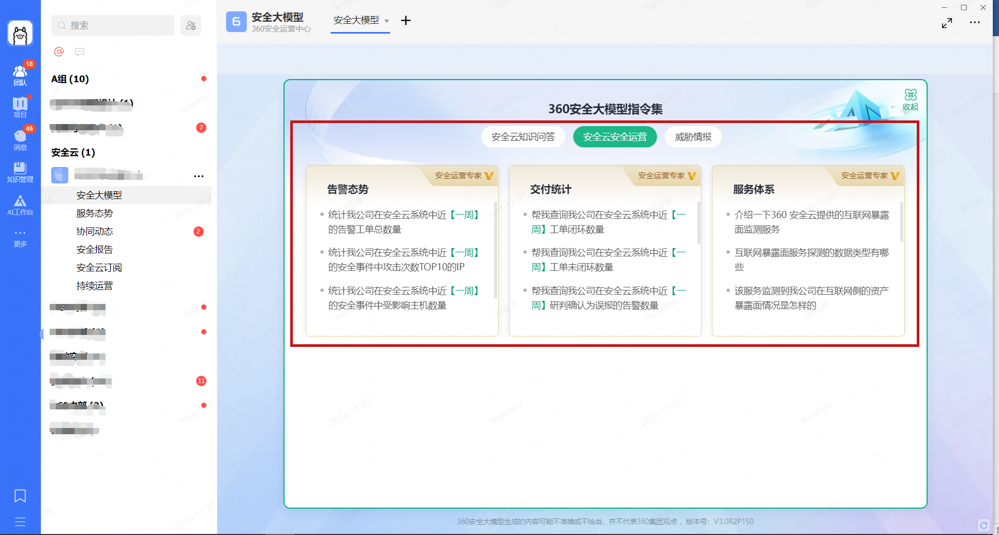 搜索
18
团队
项目
46
消息
知识管理
AI工作台
更多
A组 (10)
7
安全云 (1)
安全大模型
服务态势
协同动态
2
安全报告
安全云订阅
持续运营
11
6
安全大模型
360安全运营中心
安全大模型
360安全大模型指令集
收起
安全云知识问答
安全云安全运营
威胁情报
安全运营专家
告警态势
统计我公司在安全云系统中近【一周】
的告警工单总数量
统计我公司在安全云系统中近【一周】
的安全事件中攻击次数TOP10的IP
统计我公司在安全云系统中近【一周】
的安全事件中受影响主机数量
安全运营专家
交付统计
帮我查询我公司在安全云系统中近【一
周】工单闭环数量
帮我查询我公司在安全云系统中近【一
周】工单未闭环数量
帮我查询我公司在安全云系统中近【一
周】研判确认为误报的告警数量
安全运营专家
服务体系
介绍一下360 安全云提供的互联网暴露
面监测服务
互联网暴露面服务探测的数据类型有哪
些
该服务监测到我公司在互联网侧的资产
暴露面情况是怎样的
360安全大模型生成的内容可能不准确或不恰当，并不代表360集团观点 ，版本号：V3.0R2P150
2024-11-27
lvyazhou